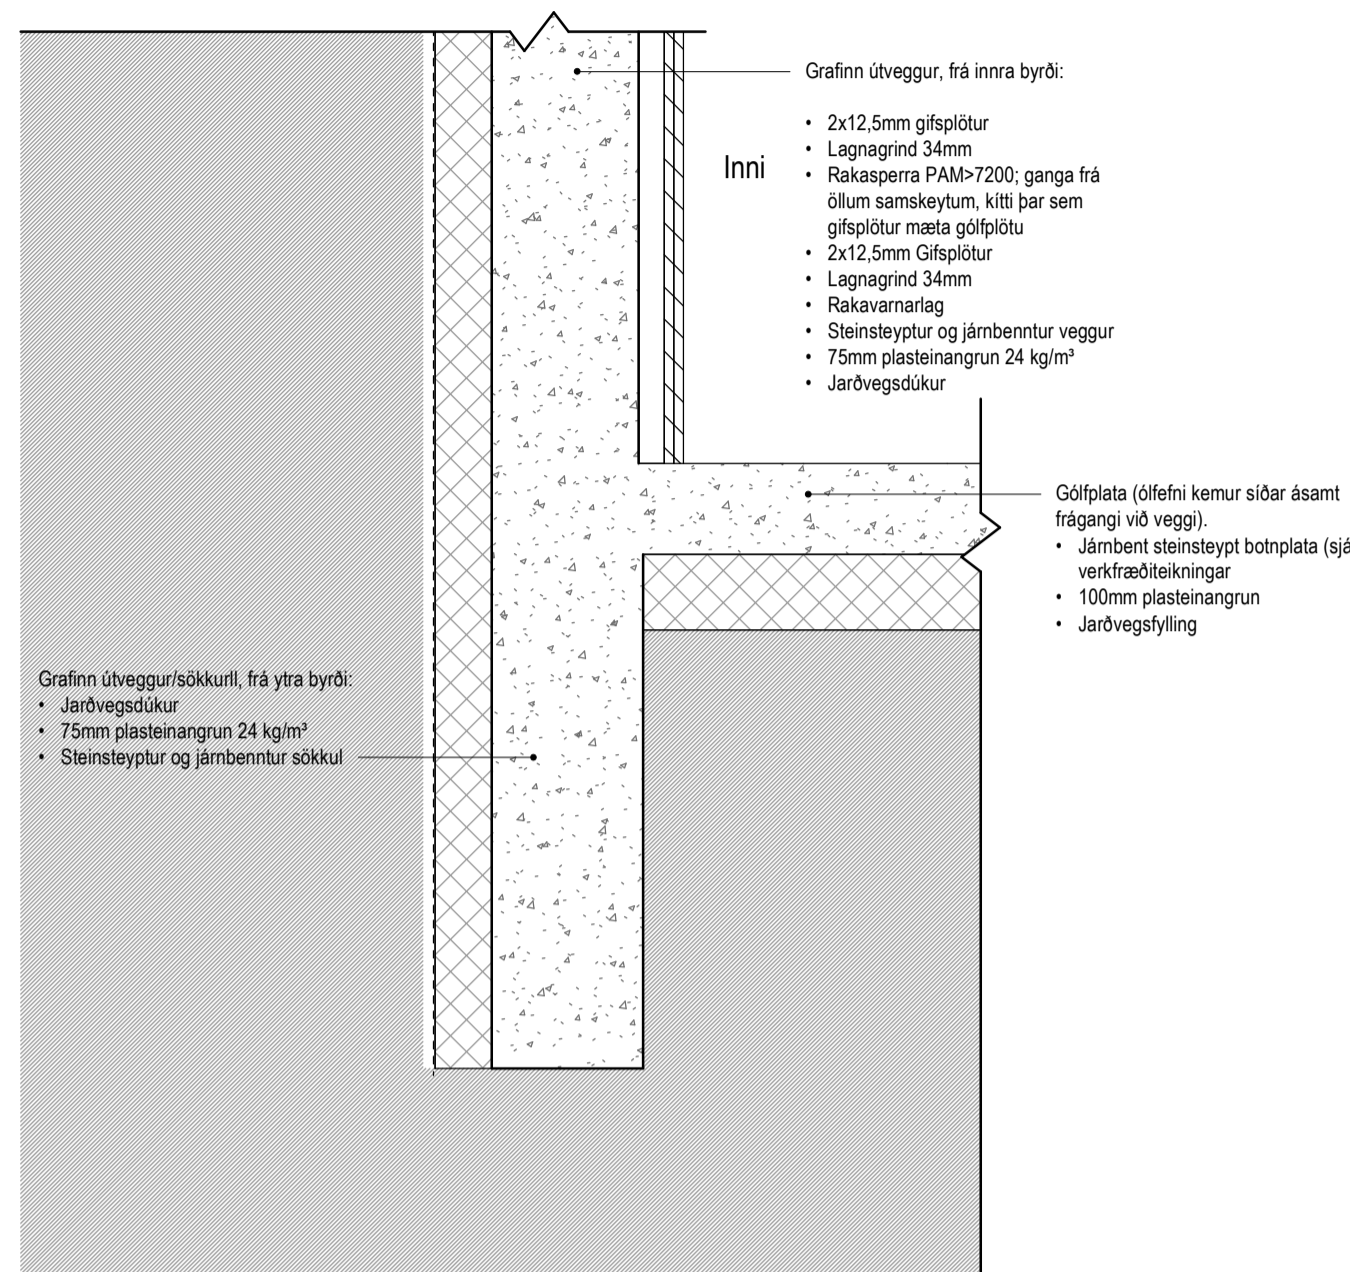 Grafinn útveggur, frá innra byrði:
• 2x12,5mm gifsplötur
• Lagnagrind 34mm
• Rakasperra PAM>7200; ganga frá
öllum samskeytum, kítti þar sem
gifsplötur mæta gólfplötu
• 2x12,5mm Gifsplötur
• Lagnagrind 34mm
• Rakavarnarlag
• Steinsteyptur og járnbenntur veggur
• 75mm plasteinangrun 24 kg/m³
• Jarðvegsdúkur
Inni
Gólfplata (ólfefni kemur síðar ásamt
frágangi við veggi).
• Járnbent steinsteypt botnplata (sjá
verkfræðiteikningar
• 100mm plasteinangrun
• Jarðvegsfylling
Grafinn útveggur/sökkurll, frá ytra byrði:
• Jarðvegsdúkur
• 75mm plasteinangrun 24 kg/m³
• Steinsteyptur og járnbenntur sökkul